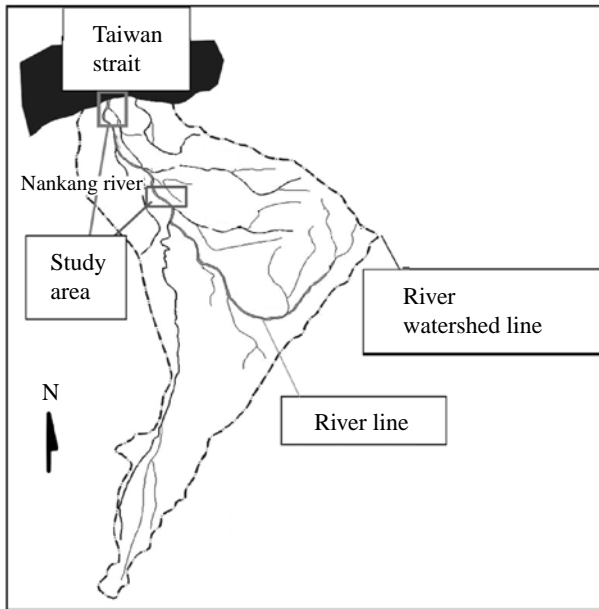 Taiwan
strait
Nankang river
Study
area
River
watershed line
N
River line